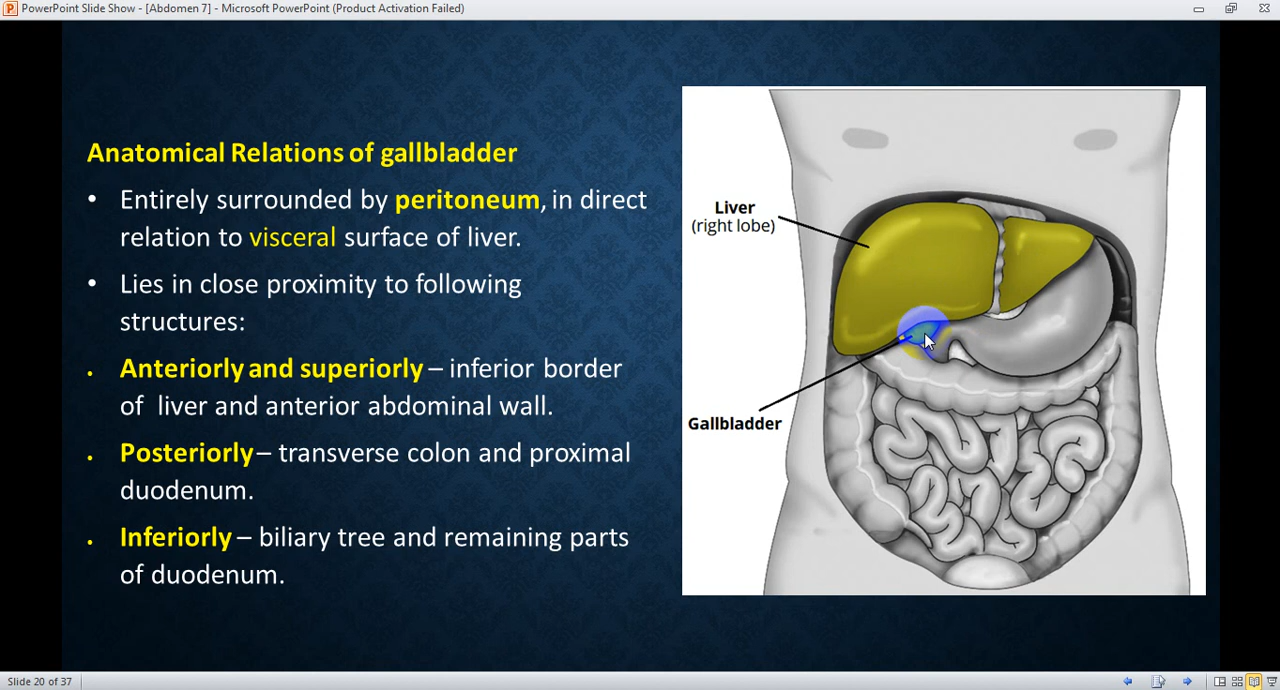 PowerPoint Slide Show - [Abdomen 7] - Microsoft PowerPoint (Product Activation Failed)
Anatomical Relations of gallbladder
• Entirely surrounded by peritoneum, in direct
relation to visceral surface of liver.
• Lies in close proximity to following
structures:
• Anteriorly and superiorly – inferior border
of liver and anterior abdominal wall.
• Posteriorly – transverse colon and proximal
duodenum.
• Inferiorly – biliary tree and remaining parts
of duodenum.
Liver
(right lobe)
Gallbladder
Slide 20 of 37